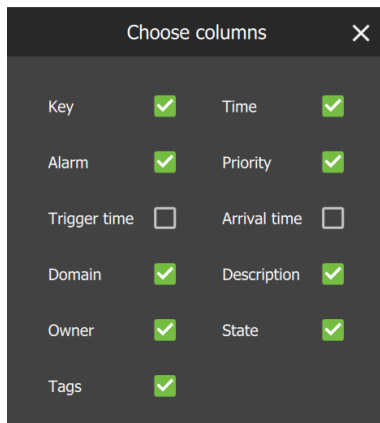 Choose columns
Key Time
Alarm Priority
Trigger time Arrival time
Domain Description
Owner State
Tags